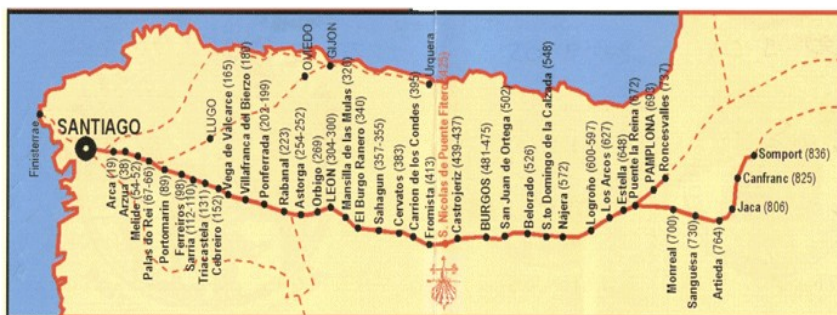 Finisterrae
SANTIAGO
Arca (19)
Arzua (38)
Melide (54-52)
Palas do Rei (67-66)
Portomarin (89)
Ferreiros (98)
Sarria (112-110)
Triacastela (131)
Cebreiro (152)
LUGO
Vega de Valcarce (165)
Villafranca del Bierzo (187)
Ponferrada (202-199)
Rabanal (223)
Astorga (254-252)
Orbigo (269)
OVIEDO
GIJON
LEON (304-300)
Mansilla de las Mulas (320)
El Burgo Ranero (340)
Sahagun (357-355)
Cervatos (383)
Carrion de los Condes (395)
Fromista (413)
Urquera
S. Nicolas de Puente Fitero (425)
Castrojeriz (439-437)
BURGOS (481-475)
San Juan de Ortega (502)
Belorado (526)
S.to Domingo de la Calzada (548)
Nájera (572)
Logroño (600-597)
Los Arcos (627)
Estella (648)
Puente la Reina (672)
PAMPLONA (693)
Roncesvalles (737)
Monreal (700)
Sanguësa (730)
Artieda (764)
Somport (836)
Canfranc (825)
Jaca (806)